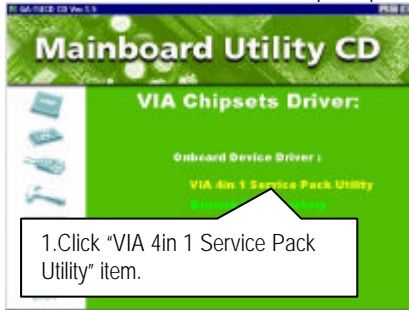 Mainboard Utility CD
VIA Chipsets Driver:
Onboard Device Driver :
VIA 4in 1 Service Pack Utility
1.Click "VIA 4in 1 Service Pack
Utility" item.